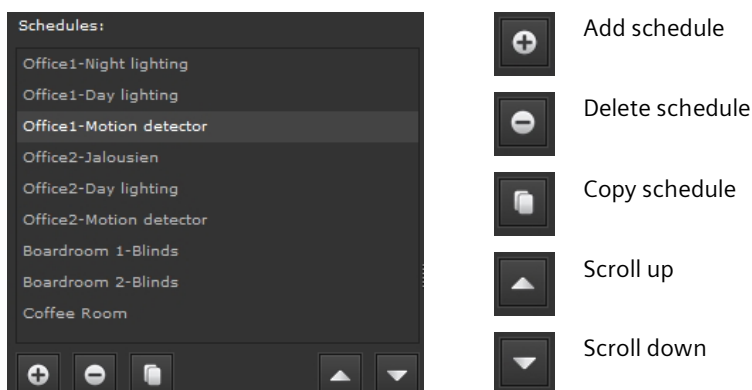 Schedules:
Office1-Night lighting
Office1-Day lighting
Office1-Motion detector
Office2-Jalousien
Office2-Day lighting
Office2-Motion detector
Boardroom 1-Blinds
Boardroom 2-Blinds
Coffee Room
Add schedule
Delete schedule
Copy schedule
Scroll up
Scroll down